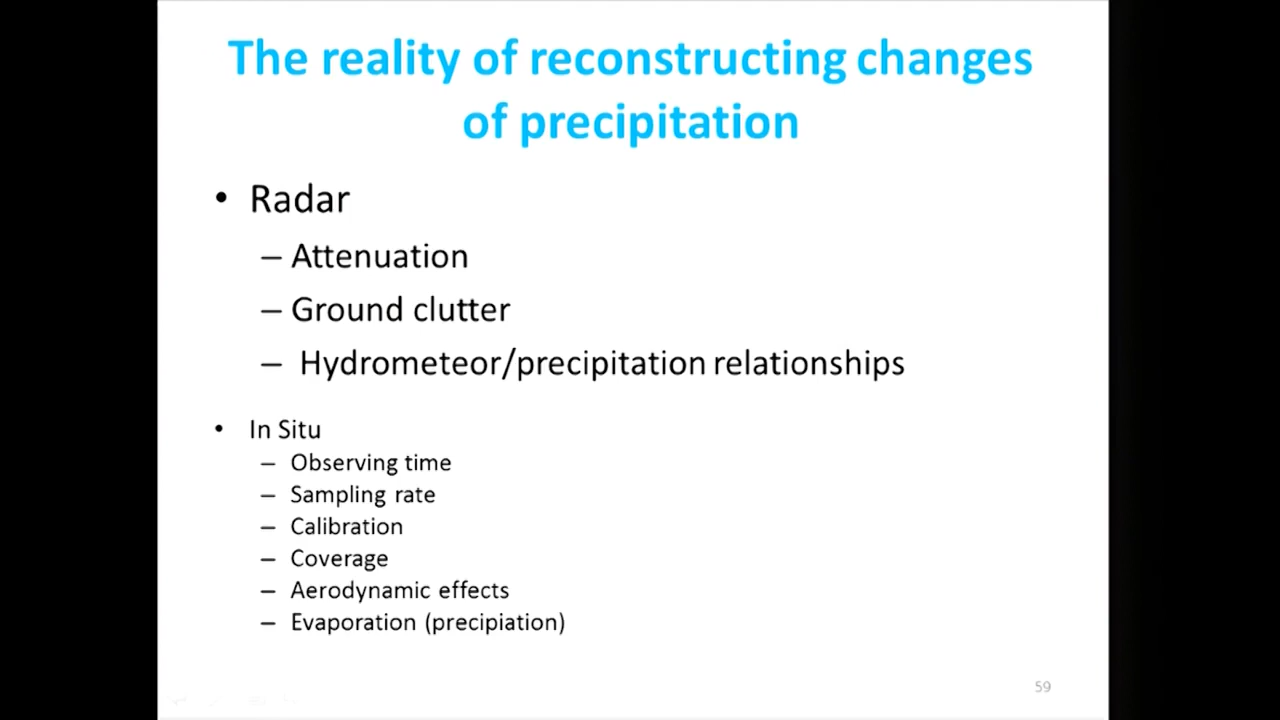 The reality of reconstructing changes
of precipitation
• Radar
– Attenuation
– Ground clutter
– Hydrometeor/precipitation relationships
• In Situ
– Observing time
– Sampling rate
– Calibration
– Coverage
– Aerodynamic effects
– Evaporation (precipiation)
59